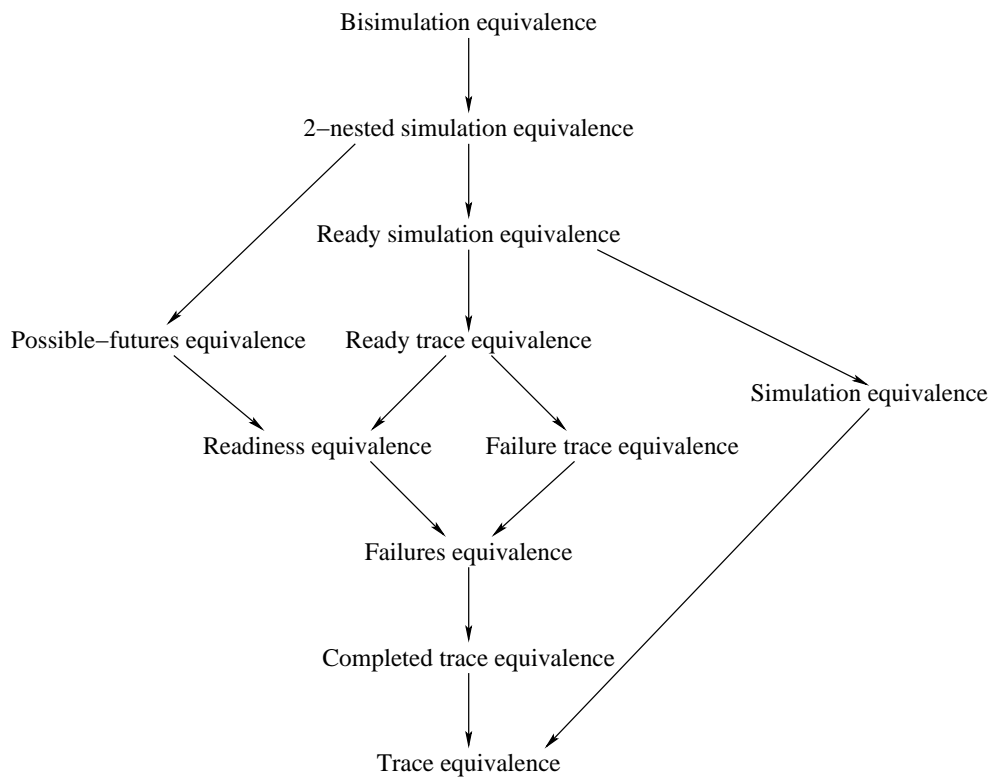 Bisimulation equivalence
2−nested simulation equivalence
Ready simulation equivalence
Possible−futures equivalence
Ready trace equivalence
Simulation equivalence
Readiness equivalence
Failure trace equivalence
Failures equivalence
Completed trace equivalence
Trace equivalence